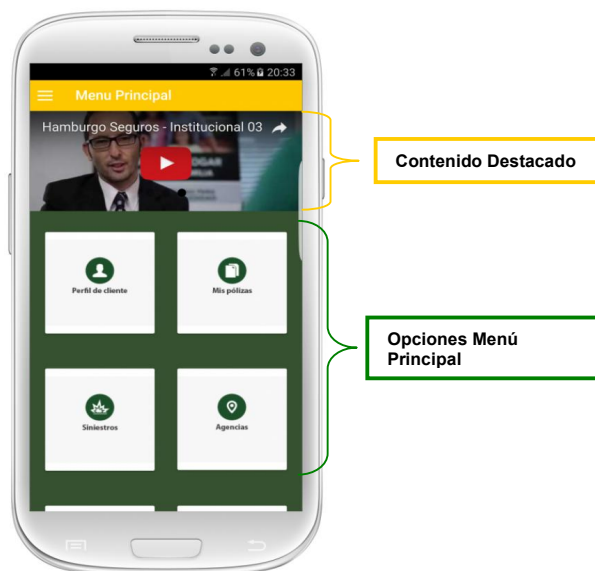 61% 20:33
Menu Principal
Hamburgo Seguros - Institucional 03
OGAR
Contenido Destacado
Perfil de cliente
Mis pólizas
Opciones Menú
Principal
Siniestros
Agencias